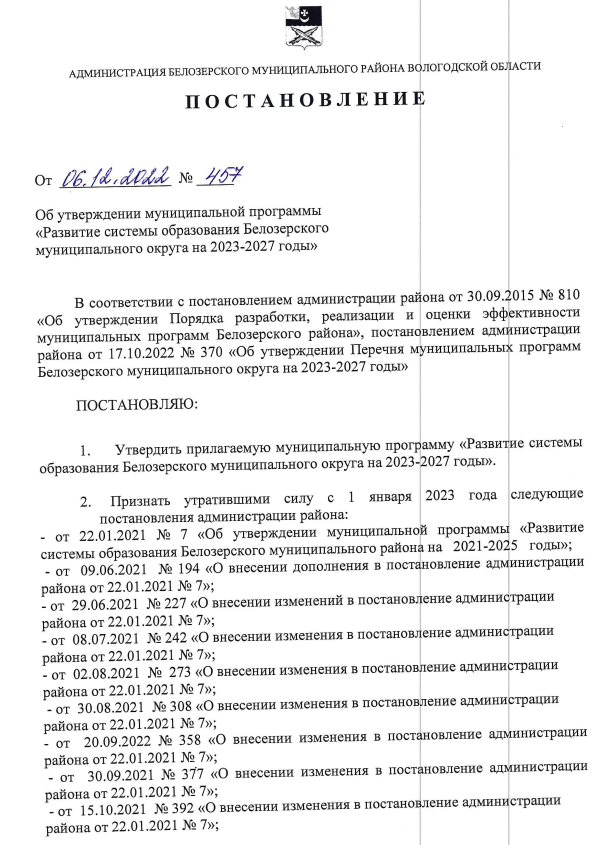 АДМИНИСТРАЦИЯ БЕЛОЗЕРСКОГО МУНИЦИПАЛЬНОГО РАЙОНА ВОЛОГОДСКОЙ ОБЛАСТИ
ПОСТАНОВЛЕНИЕ
От 06.12.2022 № 457
Об утверждении муниципальной программы
«Развитие системы образования Белозерского
муниципального округа на 2023-2027 годы»
В соответствии с постановлением администрации района от 30.09.2015 № 810
«Об утверждении Порядка разработки, реализации и оценки эффективности
муниципальных программ Белозерского района», постановлением администрации
района от 17.10.2022 № 370 «Об утверждении Перечня муниципальных программ
Белозерского муниципального округа на 2023-2027 годы»
ПОСТАНОВЛЯЮ:
1. Утвердить прилагаемую муниципальную программу «Развитие системы
образования Белозерского муниципального округа на 2023-2027 годы».
2. Признать утратившими силу с 1 января 2023 года следующие
постановления администрации района:
- от 22.01.2021 № 7 «Об утверждении муниципальной программы «Развитие
системы образования Белозерского муниципального района на 2021-2025 годы»;
- от 09.06.2021 № 194 «О внесении дополнения в постановление администрации
района от 22.01.2021 № 7»;
- от 29.06.2021 № 227 «О внесении изменений в постановление администрации
района от 22.01.2021 № 7»;
- от 08.07.2021 № 242 «О внесении изменения в постановление администрации
района от 22.01.2021 № 7»;
- от 02.08.2021 № 273 «О внесении изменения в постановление администрации
района от 22.01.2021 № 7»;
- от 30.08.2021 № 308 «О внесении изменения в постановление администрации
района от 22.01.2021 № 7»;
- от 20.09.2022 № 358 «О внесении изменения в постановление администрации
района от 22.01.2021 № 7»;
- от 30.09.2021 № 377 «О внесении изменения в постановление администрации
района от 22.01.2021 № 7»;
- от 15.10.2021 № 392 «О внесении изменения в постановление администрации
района от 22.01.2021 № 7»;